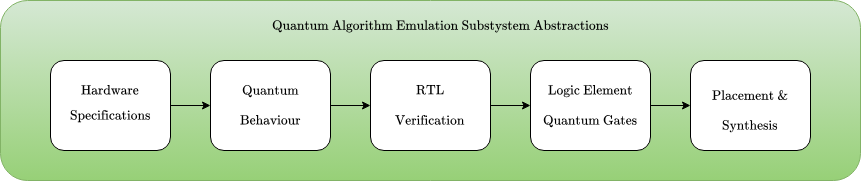 Quantum Algorithm Emulation Substystem Abstractions
Hardware
Specifications
Quantum
Behaviour
RTL
Verification
Logic Element
Quantum Gates
Placement &
Synthesis